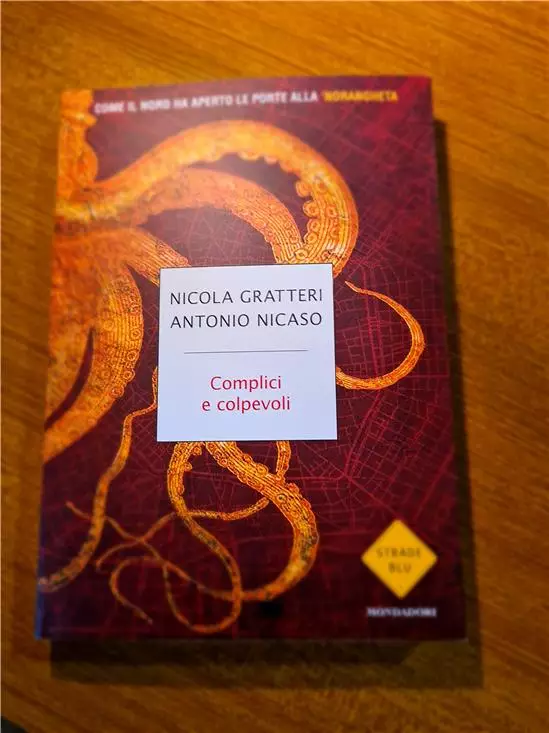 COME IL NORD HA APERTO LE PORTE ALLA 'NDRANGHETA
NICOLA GRATTERI
ANTONIO NICASO
Complici
e colpevoli
STRADE
BLU
MONDADORI